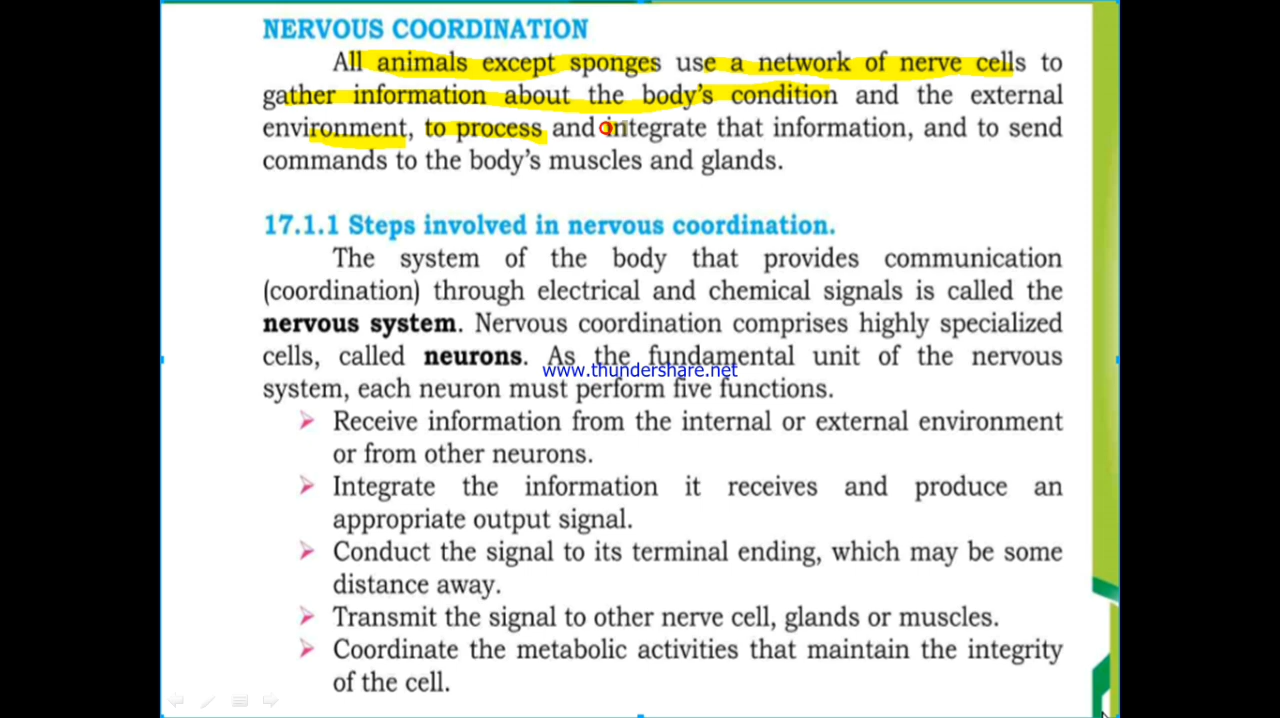 NERVOUS COORDINATION
All animals except sponges use a network of nerve cells to
gather information about the body's condition and the external
environment, to process and integrate that information, and to send
commands to the body's muscles and glands.
17.1.1 Steps involved in nervous coordination.
The system of the body that provides communication
(coordination) through electrical and chemical signals is called the
nervous system. Nervous coordination comprises highly specialized
cells, called neurons. As the fundamental unit of the nervous
www.thundershare.net
system, each neuron must perform five functions.
Receive information from the internal or external environment
or from other neurons.
Integrate the information it receives and produce an
appropriate output signal.
Conduct the signal to its terminal ending, which may be some
distance away.
Transmit the signal to other nerve cell, glands or muscles.
Coordinate the metabolic activities that maintain the integrity
of the cell.